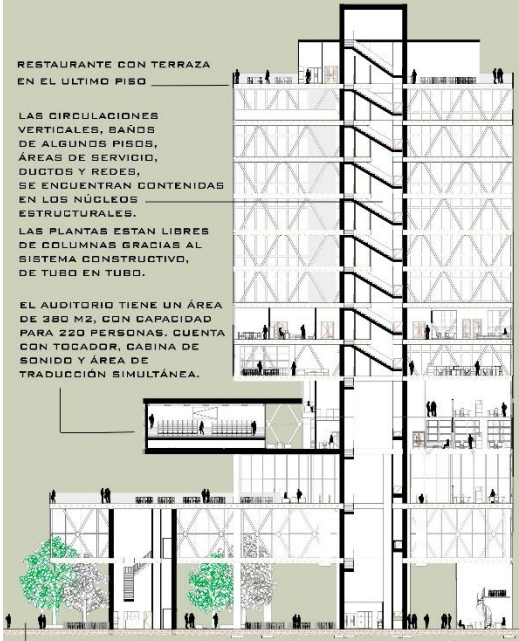 RESTAURANTE CON TERRAZA
EN EL ULTIMO PISO
LAS CIRCULACIONES
VERTICALES, BAÑOS
DE ALGUNOS PISOS,
ÁREAS DE SERVICIO,
DUCTOS Y REDES,
SE ENCUENTRAN CONTENIDAS
EN LOS NÚCLEOS
ESTRUCTURALES.
LAS PLANTAS ESTAN LIBRES
DE COLUMNAS GRACIAS AL
SISTEMA CONSTRUCTIVO,
DE TUBO EN TUBO.
EL AUDITORIO TIENE UN ÁREA
DE 380 M2, CON CAPACIDAD
PARA 220 PERSONAS. CUENTA
CON TOCADOR, CABINA DE
SONIDO Y ÁREA DE
TRADUCCIÓN SIMULTÁNEA.